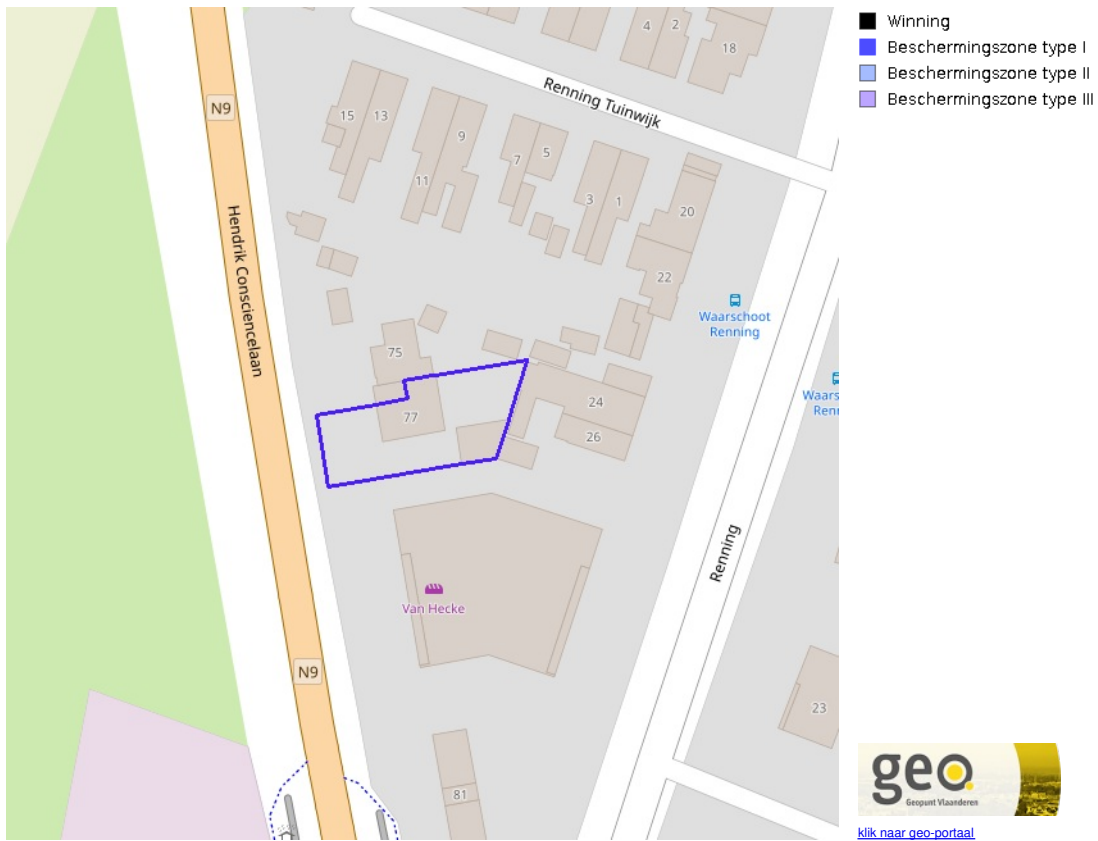 Winning
Beschermingszone type I
Beschermingszone type II
Beschermingszone type III
4
2
18
Renning Tuinwijk
N9
15
13
9
11
7
5
3
1
20
22
Hendrik Consciencelaan
Waarschoot
Renning
75
77
24
26
Waars
Renn
Renning
Van Hecke
N9
23
81
geo.
Geopunt Vlaanderen
klik naar geo-portaal